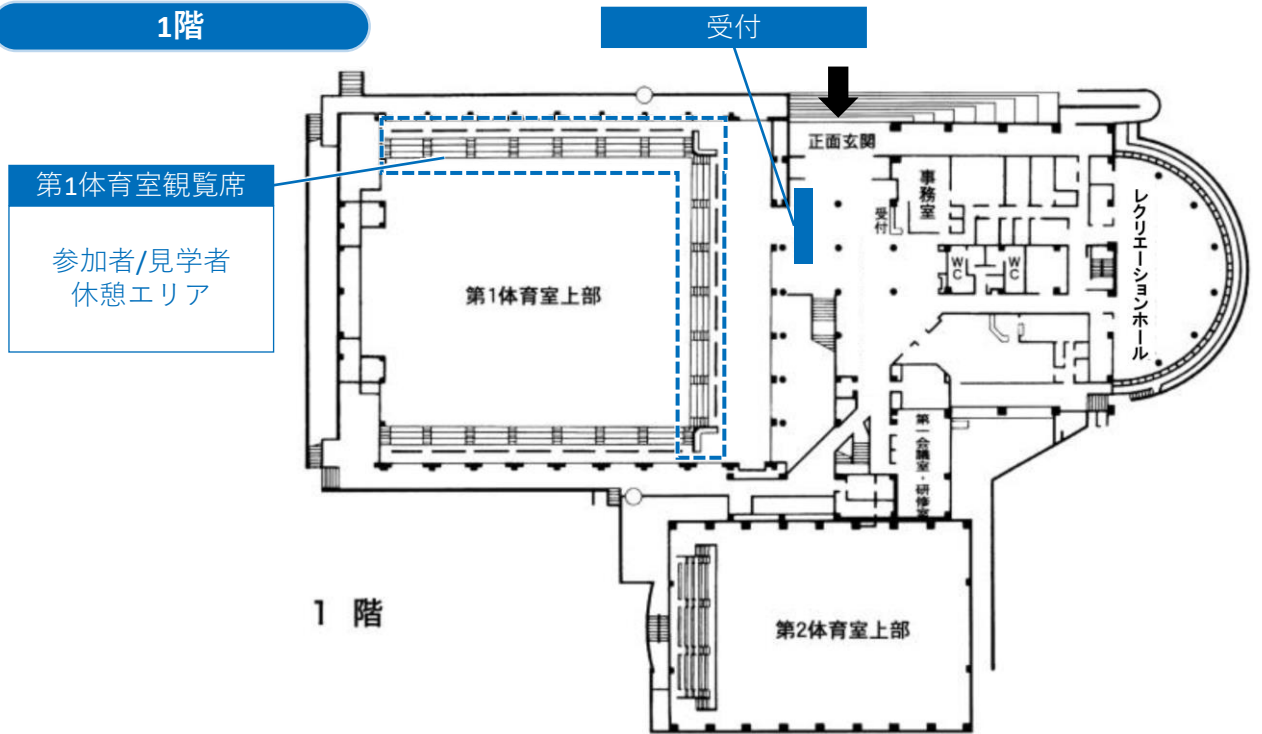 1階
受付
第1体育室観覧席
参加者/見学者
休憩エリア
正面玄関
事務室
受付
WC
WC
レクリエーションホール
第1体育室上部
第一会議室・研修室
1 階
第2体育室上部